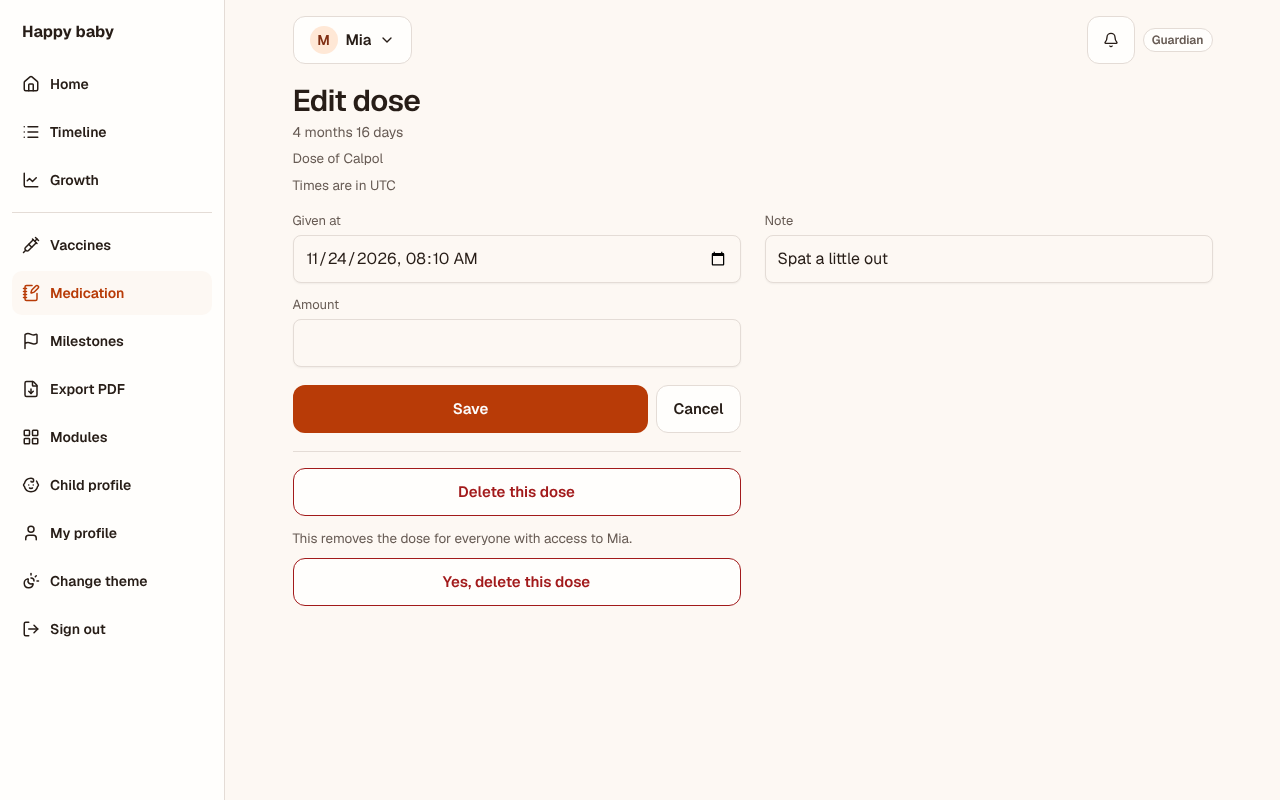 Happy baby
Home
Timeline
Growth
Vaccines
Medication
Milestones
Export PDF
Modules
Child profile
My profile
Change theme
Sign out
M Mia
Guardian
Edit dose
4 months 16 days
Dose of Calpol
Times are in UTC
Given at
11/24/2026, 08:10 AM
Note
Spat a little out
Amount
Save
Cancel
Delete this dose
This removes the dose for everyone with access to Mia.
Yes, delete this dose